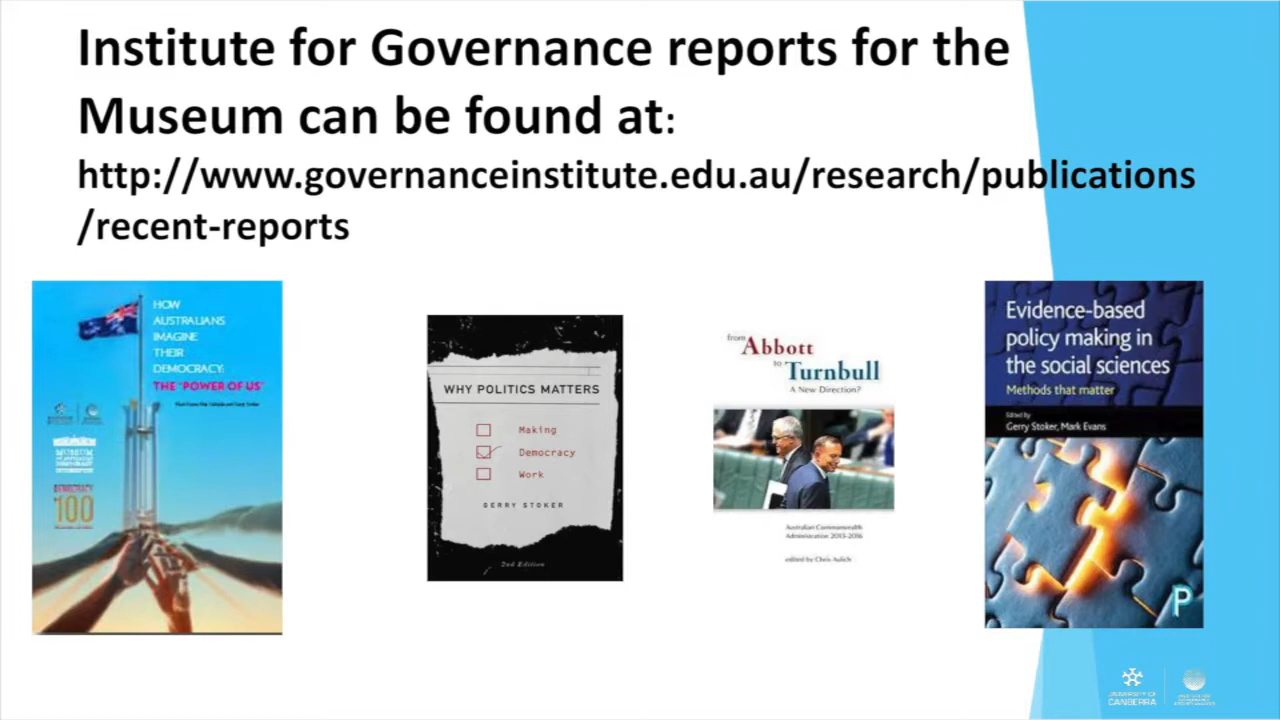 Institute for Governance reports for the
Museum can be found at:
http://www.governanceinstitute.edu.au/research/publications
/recent-reports
HOW
AUSTRALIANS
IMAGINE
THEIR
DEMOCRACY:
THE "POWER OF US"
DEMOCRACY
100
WHY POLITICS MATTERS
Making
Democracy
Work
GERRY STOKER
2nd Edition
from Abbott
to Turnbull
A New Direction?
Australian Commonwealth
Administration 2013-2016
edited by Chris Aulich
Evidence-based
policy making in
the social sciences
Methods that matter
Edited by
Gerry Stoker, Mark Evans
P
UNIVERSITY OF
CANBERRA